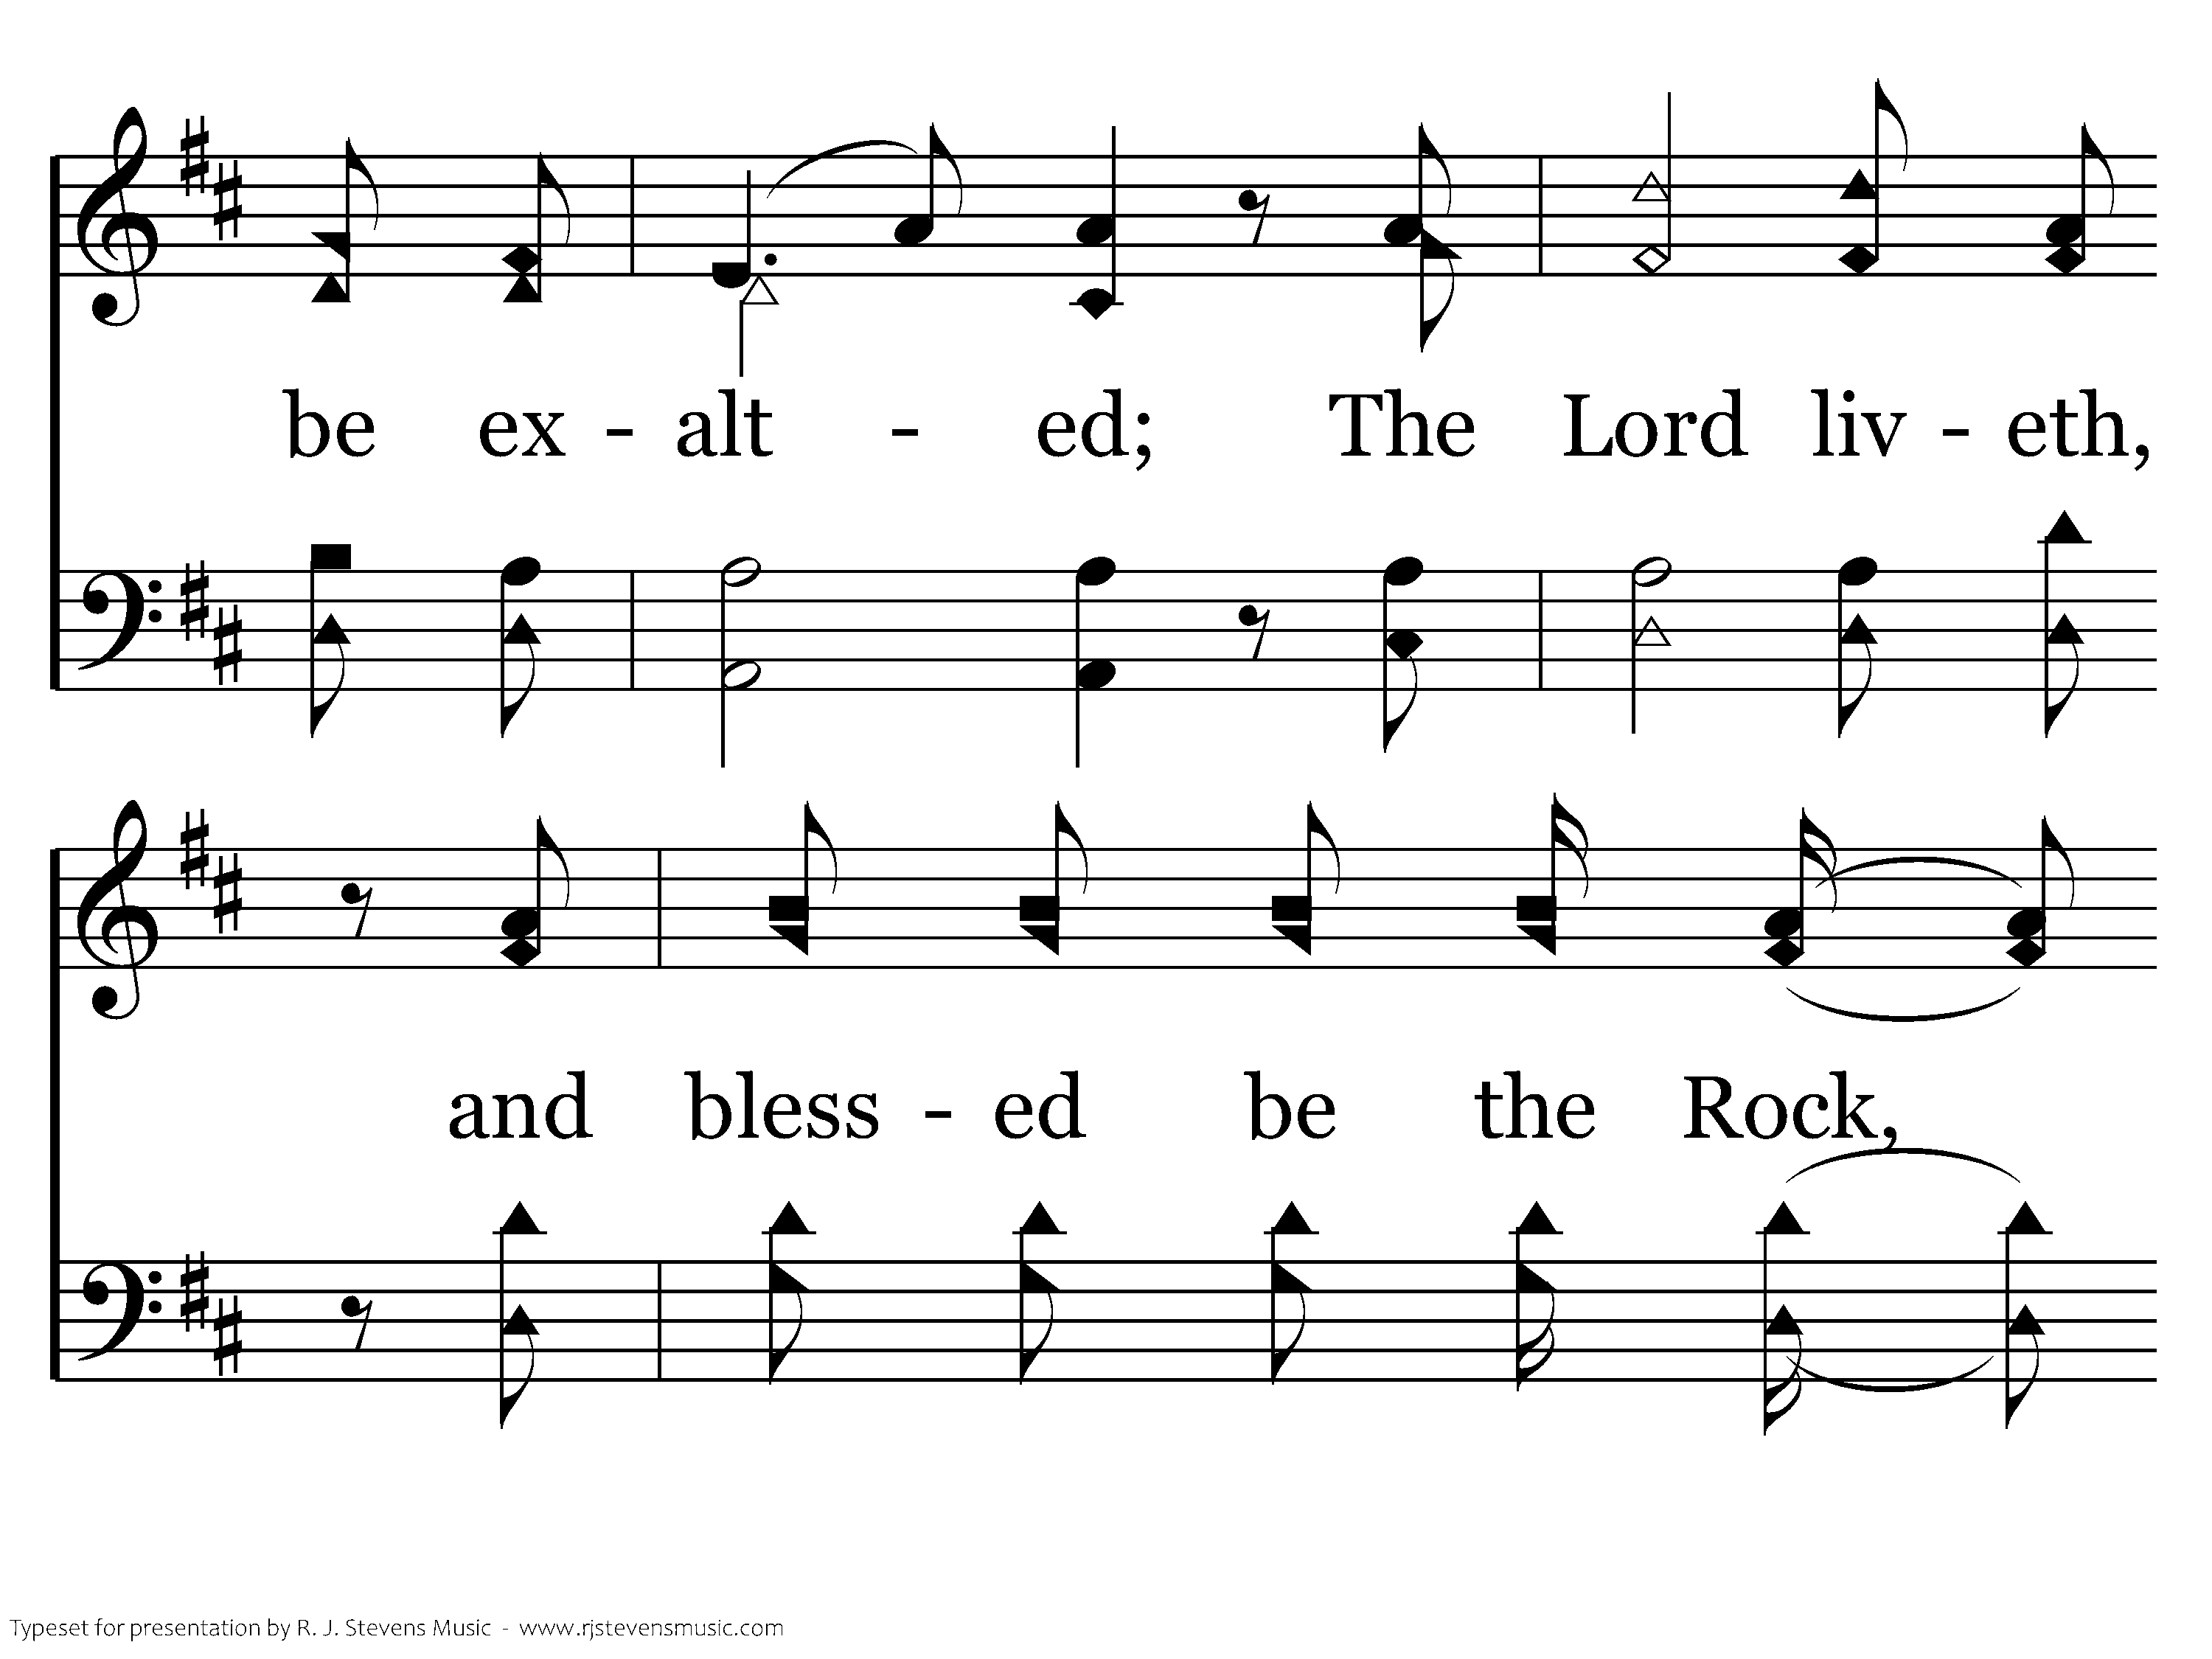 be ex - alt - ed; The Lord liv - eth,
and bless - ed be the Rock,
Typeset for presentation by R. J. Stevens Music - www.rjstevensmusic.com